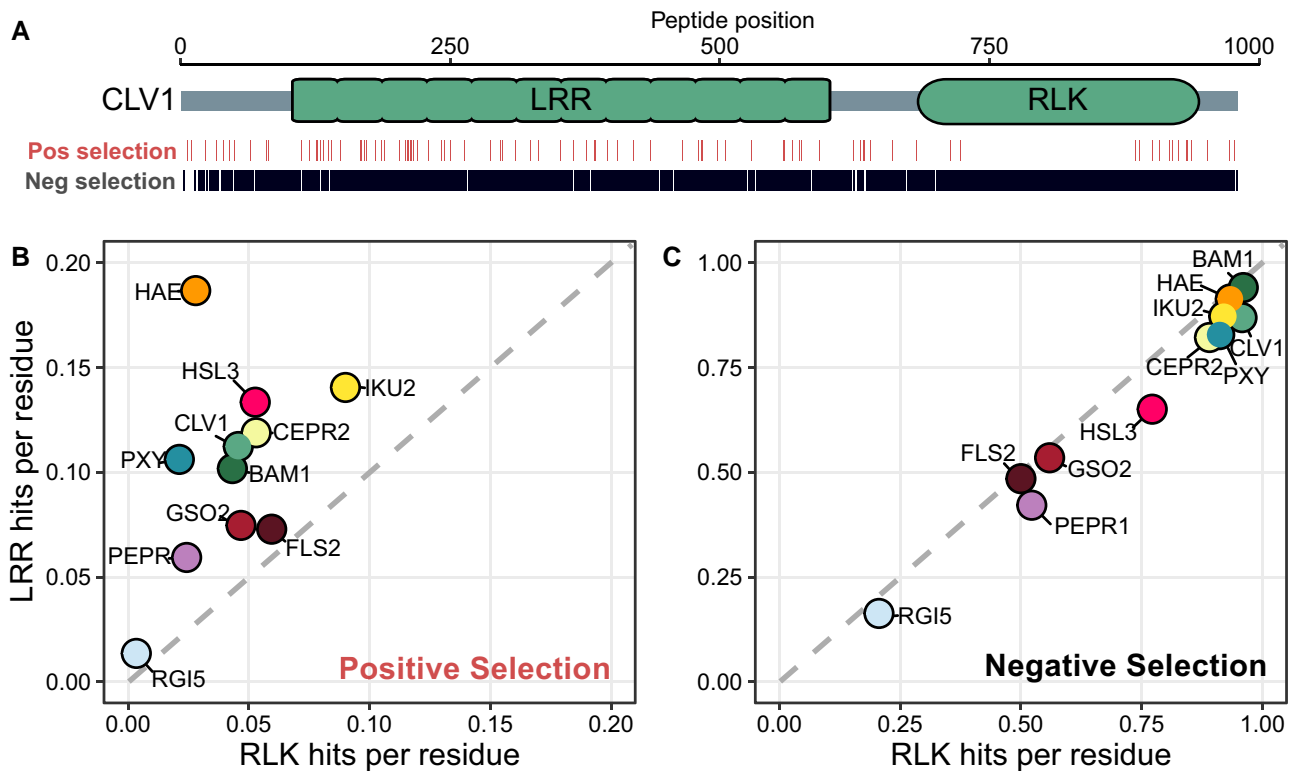 A
Peptide position
0 250 500 750 1000
CLV1 LRR RLK
Pos selection
Neg selection
B
LRR hits per residue
0.20
0.15
0.10
0.05
0.00
HAE
HSL3
IKU2
CLV1
CEPR2
PXY
BAM1
GSO2
FLS2
PEPR
RGI5
Positive Selection
0.00 0.05 0.10 0.15 0.20
RLK hits per residue
C
1.00
0.75
0.50
0.25
0.00
BAM1
HAE
IKU2
CLV1
CEPR2
PXY
HSL3
FLS2
GSO2
PEPR1
RGI5
Negative Selection
0.00 0.25 0.50 0.75 1.00
RLK hits per residue